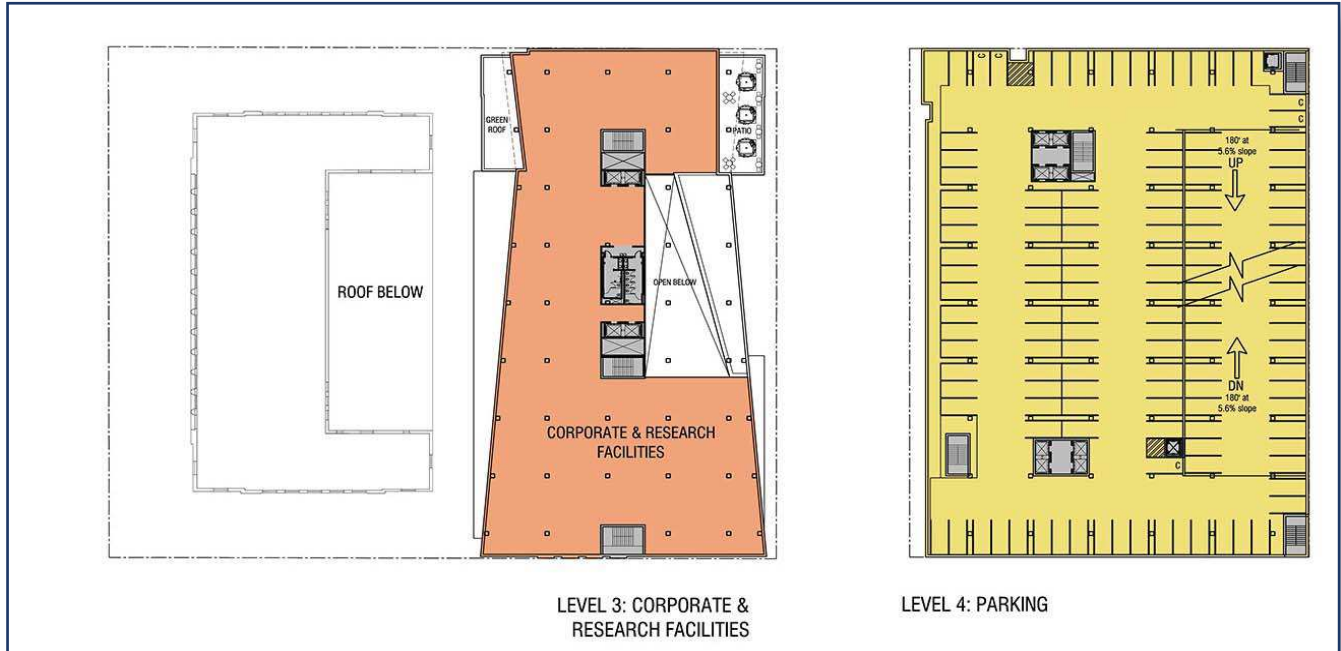 GREEN
ROOF
PATIO
ROOF BELOW
OPEN BELOW
CORPORATE & RESEARCH
FACILITIES
LEVEL 3: CORPORATE &
RESEARCH FACILITIES
C
C
C
C
180' at
5.6% slope
UP
DN
180' at
5.6% slope
C
LEVEL 4: PARKING